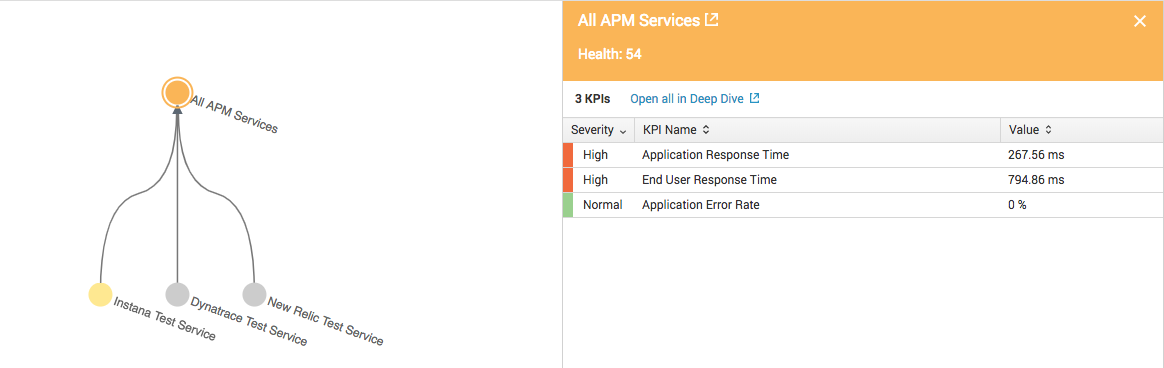 All APM Services
Instana Test Service
Dynatrace Test Service
New Relic Test Service
All APM Services
Health: 54
3 KPIs Open all in Deep Dive
Severity KPI Name Value
High Application Response Time 267.56 ms
High End User Response Time 794.86 ms
Normal Application Error Rate 0 %